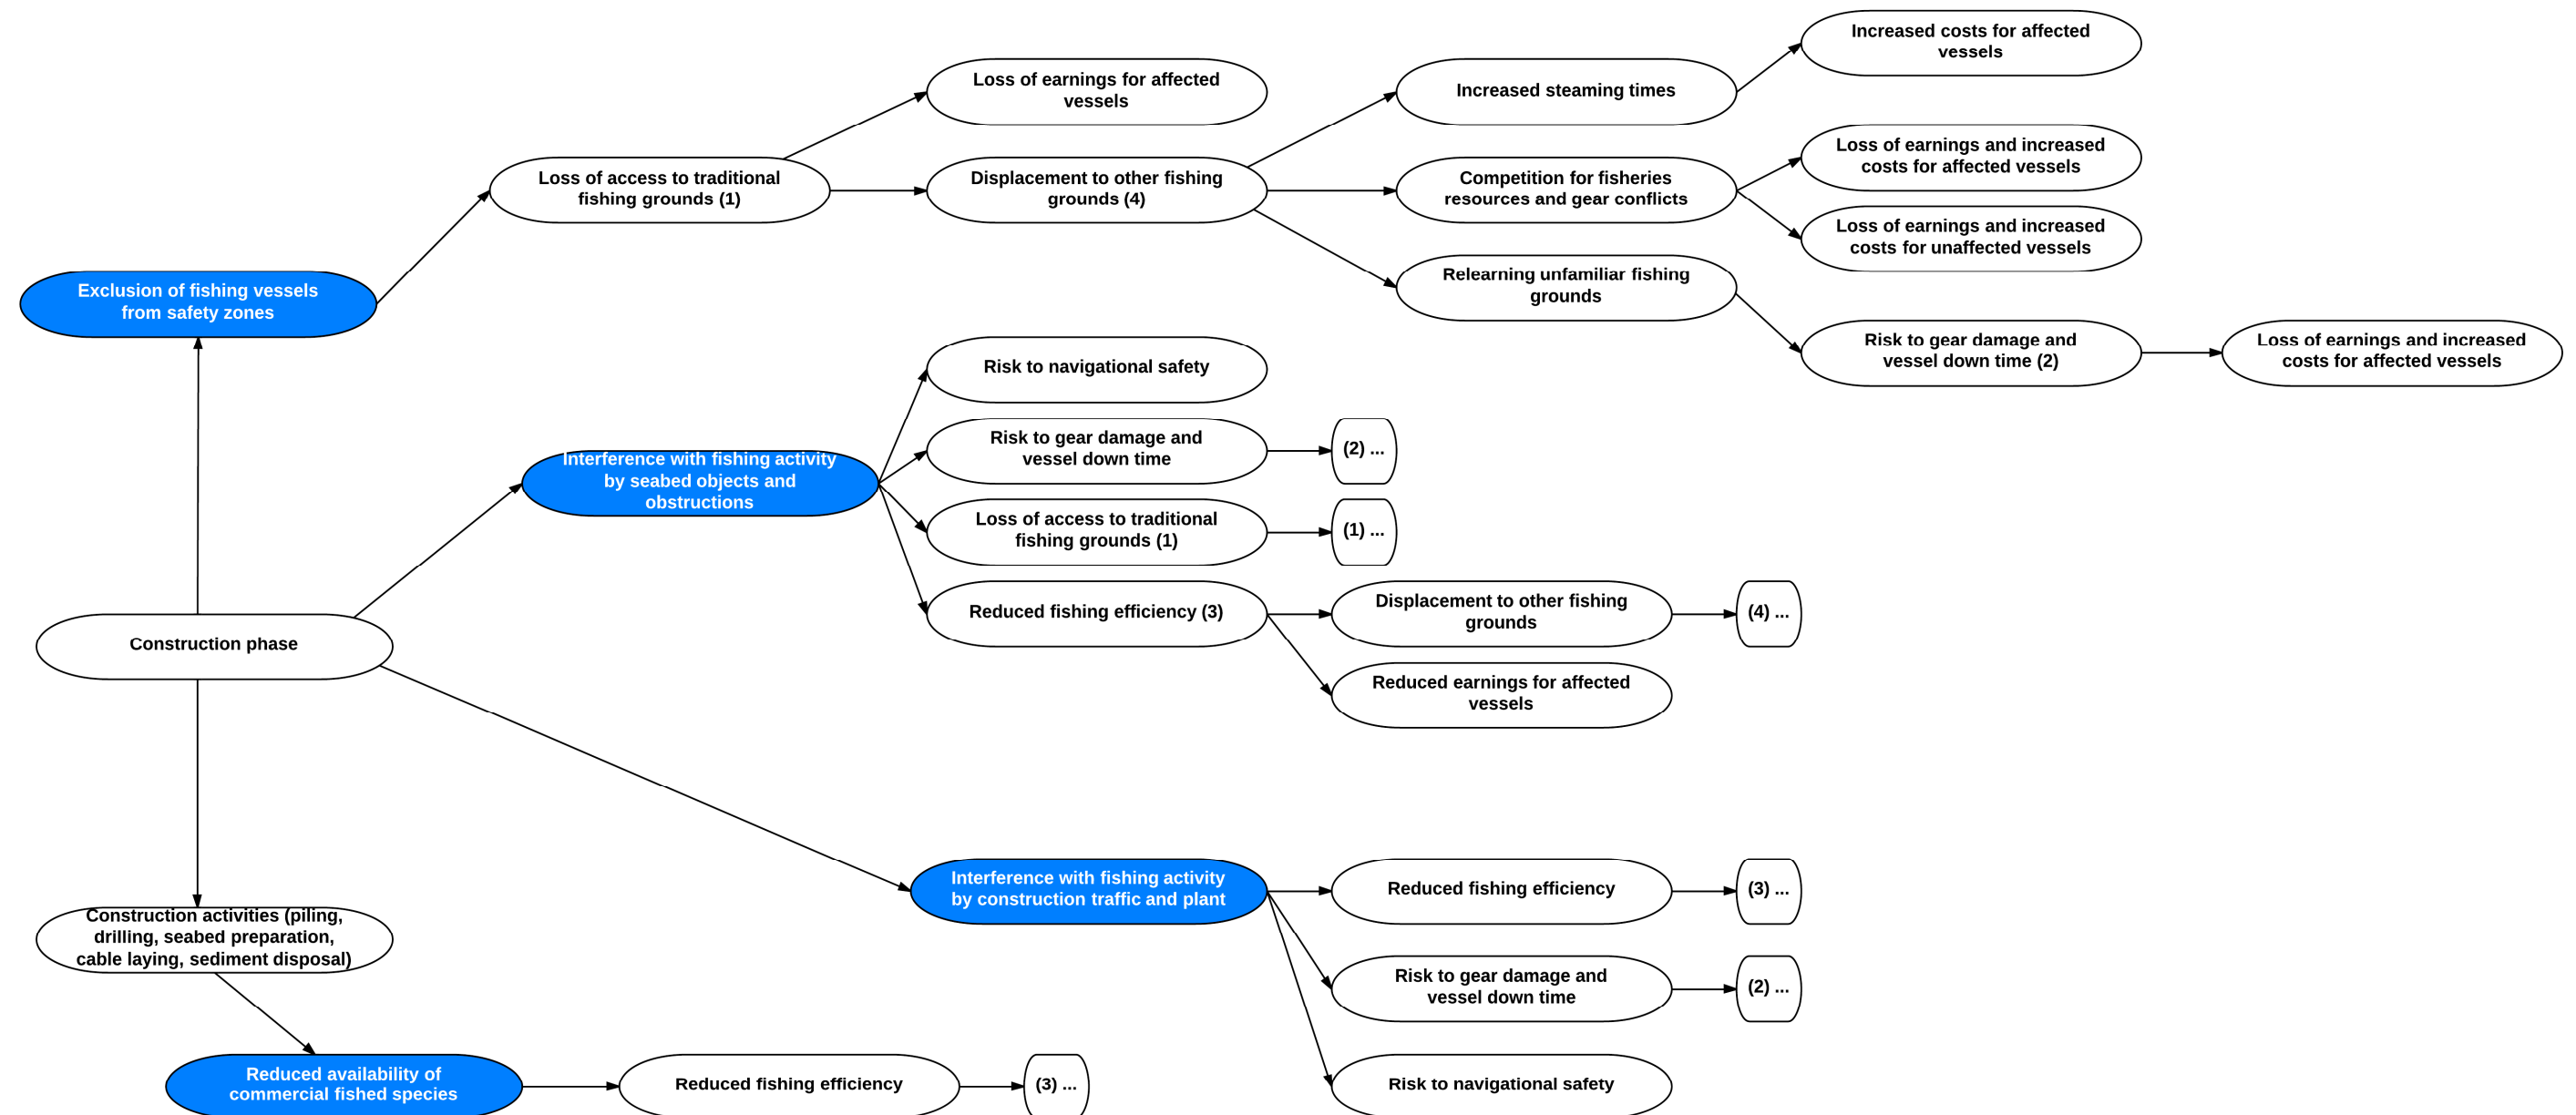 Increased costs for affected
vessels
Loss of earnings for affected
vessels
Increased steaming times
Loss of earnings and increased
costs for affected vessels
Loss of access to traditional
fishing grounds (1)
Displacement to other fishing
grounds (4)
Competition for fisheries
resources and gear conflicts
Loss of earnings and increased
costs for unaffected vessels
Relearning unfamiliar fishing
grounds
Exclusion of fishing vessels
from safety zones
Risk to gear damage and
vessel down time (2)
Loss of earnings and increased
costs for affected vessels
Risk to navigational safety
Risk to gear damage and
vessel down time
(2) ...
Interference with fishing activity
by seabed objects and
obstructions
Loss of access to traditional
fishing grounds (1)
(1) ...
Reduced fishing efficiency (3)
Displacement to other fishing
grounds
(4) ...
Construction phase
Reduced earnings for affected
vessels
Interference with fishing activity
by construction traffic and plant
Reduced fishing efficiency
(3) ...
Construction activities (piling,
drilling, seabed preparation,
cable laying, sediment disposal)
Risk to gear damage and
vessel down time
(2) ...
Reduced availability of
commercial fished species
Reduced fishing efficiency
(3) ...
Risk to navigational safety